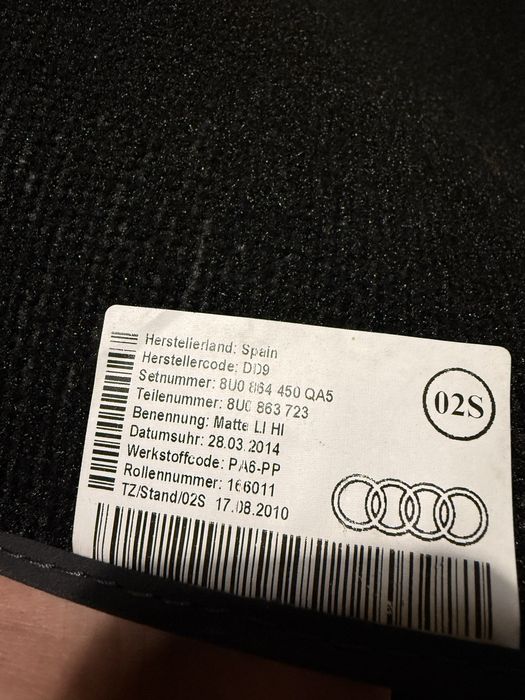 Herstellerland: Spain
Herstellercode: DD9
Setnummer: 8U0 864 450 QA5
Teilenummer: 8U0 863 723
Benennung: Matte LI HI
Datumsuhr: 28.03.2014
Werkstoffcode: PA6-PP
Rollennummer: 166011
TZ/Stand/02S 17.08.2010
02S